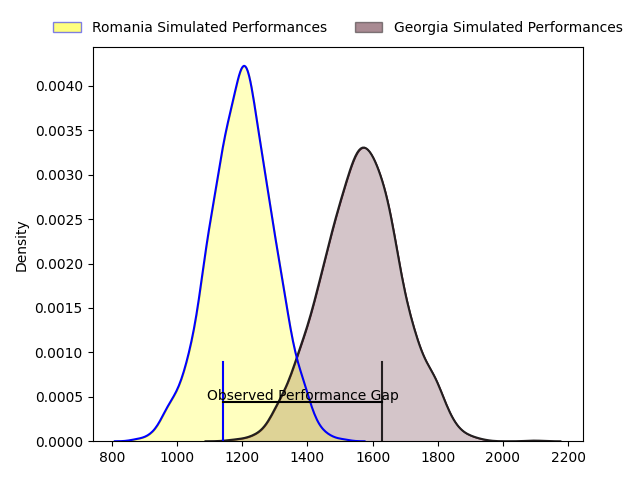 Romania Simulated Performances
Georgia Simulated Performances
0.0040
0.0035
0.0030
0.0025
0.0020
0.0015
0.0010
0.0005
0.0000
Density
Observed Performance Gap
800 1000 1200 1400 1600 1800 2000 2200